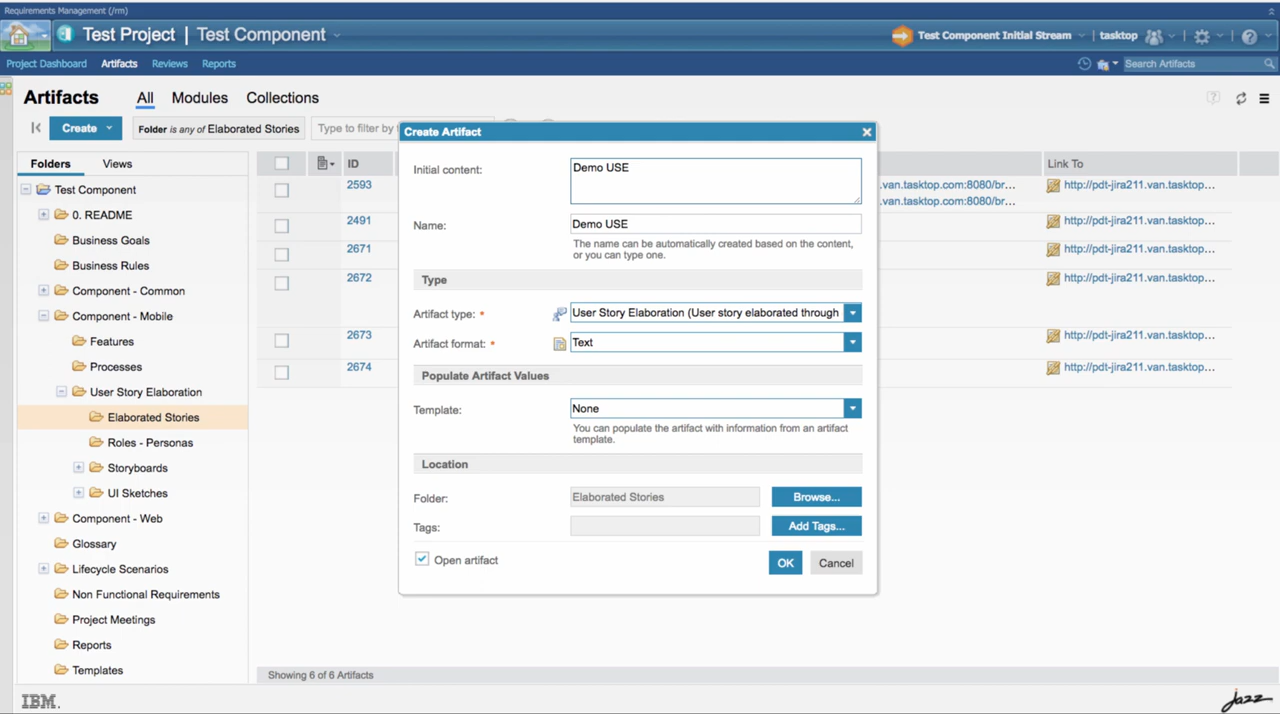 Requirements Management (/rm)
Test Project | Test Component
Test Component Initial Stream | tasktop
Project Dashboard Artifacts Reviews Reports
Search Artifacts
Artifacts All Modules Collections
Create Folder is any of Elaborated Stories Type to filter by
Folders Views
Test Component
0. README
Business Goals
Business Rules
Component - Common
Component - Mobile
Features
Processes
User Story Elaboration
Elaborated Stories
Roles - Personas
Storyboards
UI Sketches
Component - Web
Glossary
Lifecycle Scenarios
Non Functional Requirements
Project Meetings
Reports
Templates
ID Link To
2593 .van.tasktop.com:8080/br... http://pdt-jira211.van.tasktop...
.van.tasktop.com:8080/br...
2491 http://pdt-jira211.van.tasktop...
2671 http://pdt-jira211.van.tasktop...
2672 http://pdt-jira211.van.tasktop...
2673 http://pdt-jira211.van.tasktop...
2674 http://pdt-jira211.van.tasktop...
Create Artifact
Initial content: Demo USE
Name: Demo USE
The name can be automatically created based on the content,
or you can type one.
Type
Artifact type: * User Story Elaboration (User story elaborated through
Artifact format: * Text
Populate Artifact Values
Template: None
You can populate the artifact with information from an artifact
template.
Location
Folder: Elaborated Stories Browse...
Tags: Add Tags...
Open artifact
OK Cancel
Showing 6 of 6 Artifacts
IBM.
jazz